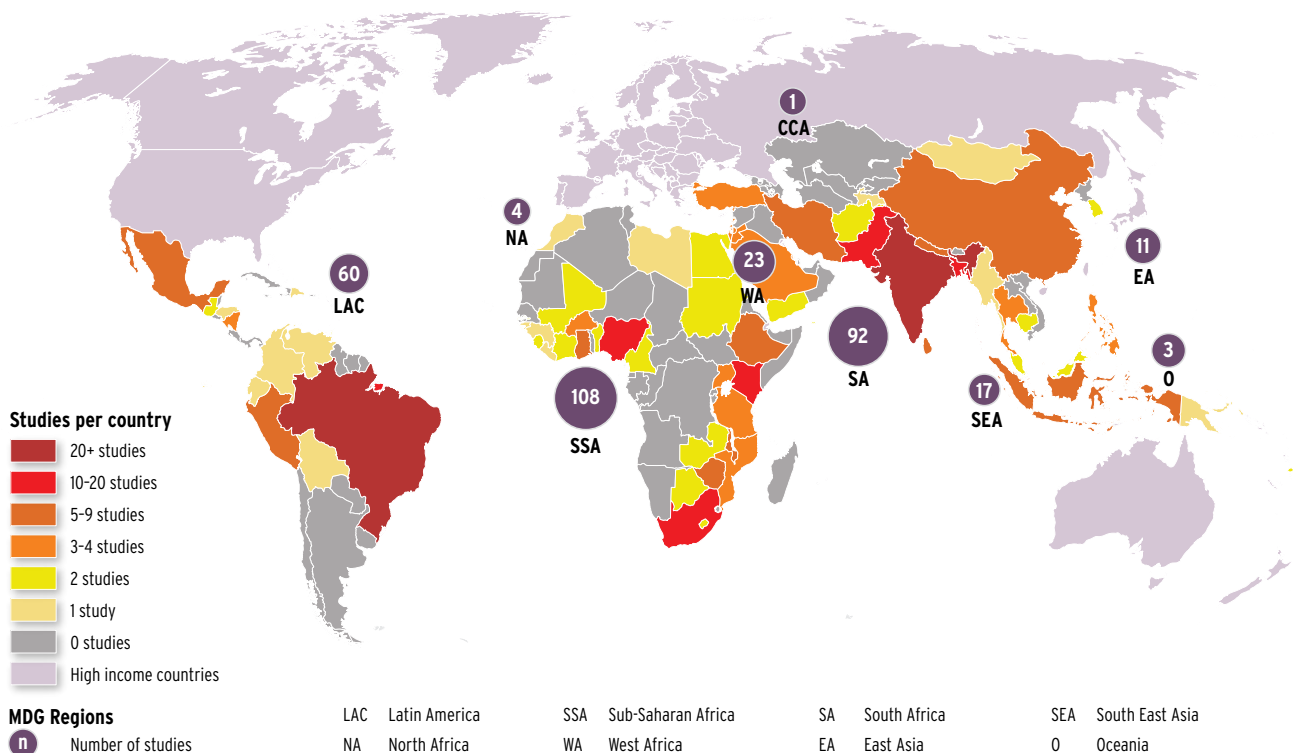 1
CCA
4
NA
60
LAC
23
WA
11
EA
92
SA
3
O
17
SEA
108
SSA
Studies per country
20+ studies
10-20 studies
5-9 studies
3-4 studies
2 studies
1 study
0 studies
High income countries
MDG Regions
n Number of studies
LAC Latin America
NA North Africa
SSA Sub-Saharan Africa
WA West Africa
SA South Africa
EA East Asia
SEA South East Asia
O Oceania